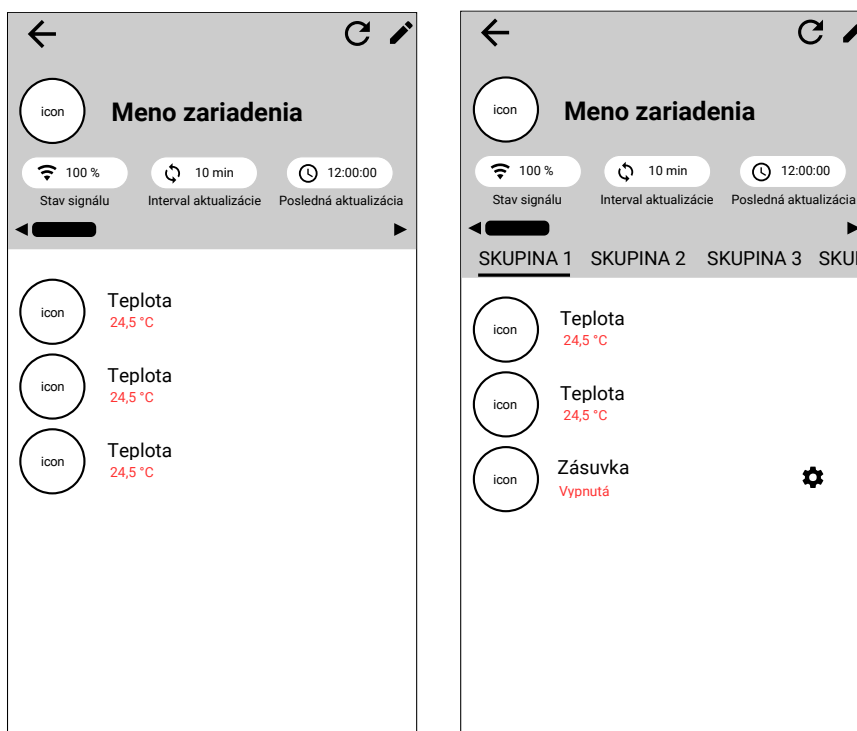 icon
Meno zariadenia
100 %
10 min
12:00:00
Stav signálu
Interval aktualizácie
Posledná aktualizácia
icon
Teplota
24,5 °C
icon
Teplota
24,5 °C
icon
Teplota
24,5 °C
icon
Meno zariadenia
100 %
10 min
12:00:00
Stav signálu
Interval aktualizácie
Posledná aktualizácia
SKUPINA 1 SKUPINA 2 SKUPINA 3
icon
Teplota
24,5 °C
icon
Teplota
24,5 °C
icon
Zásuvka
Vypnutá